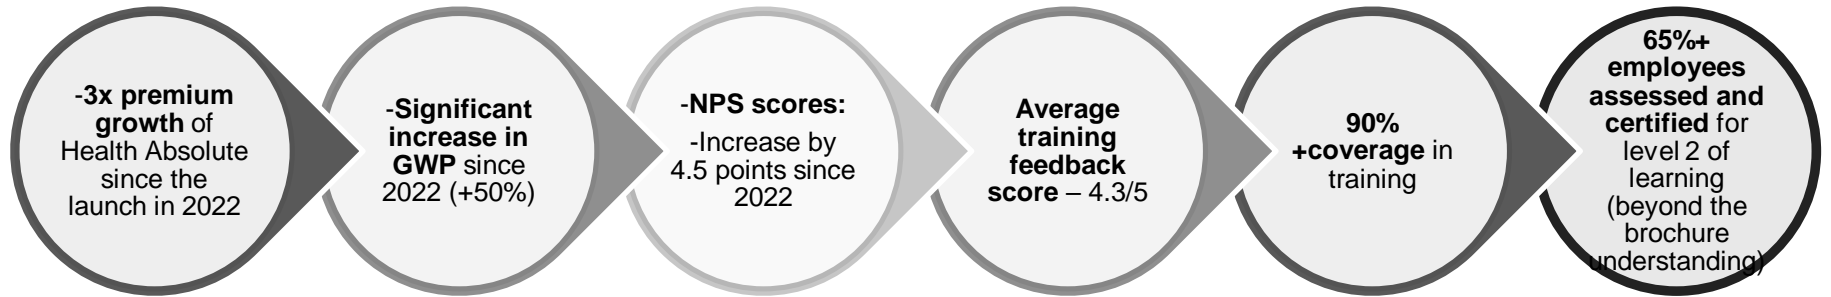 -3x premium
growth of
Health Absolute
since the
launch in 2022
-Significant
increase in
GWP since
2022 (+50%)
-NPS scores:
-Increase by
4.5 points since
2022
Average
training
feedback
score – 4.3/5
90%
+coverage in
training
65%+
employees
assessed and
certified for
level 2 of
learning
(beyond the
brochure
understanding)